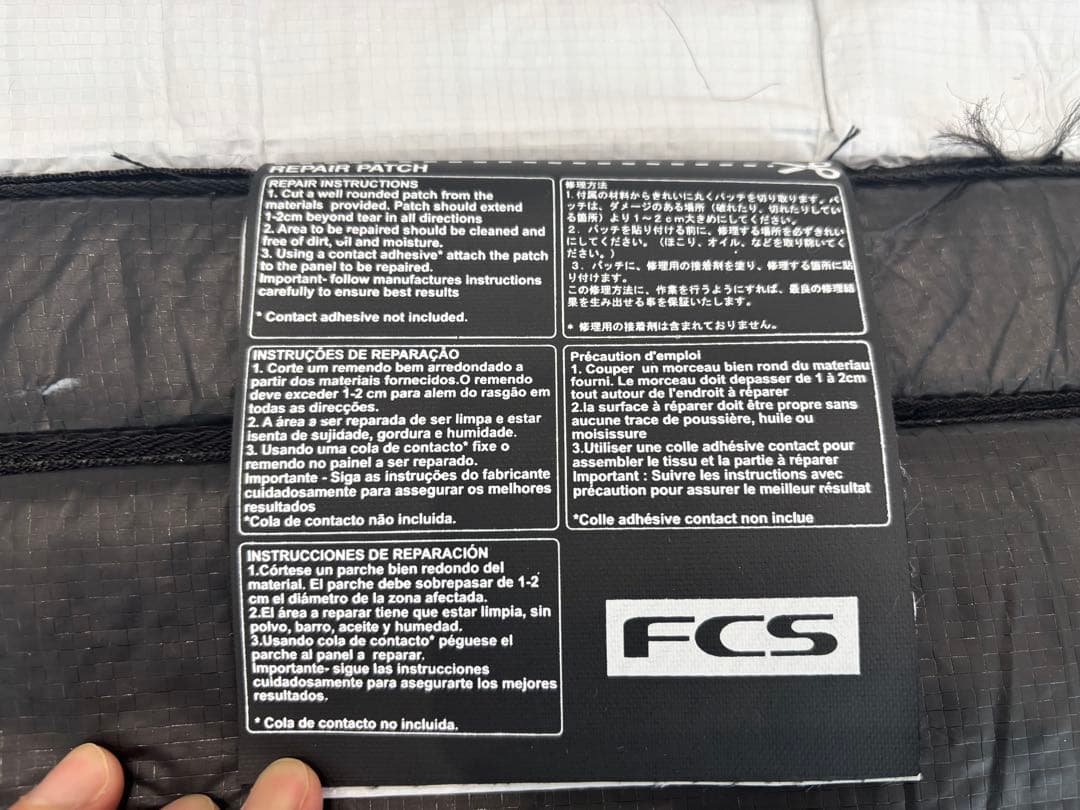 REPAIR PATCH
REPAIR INSTRUCTIONS
1. Cut a well rounded patch from the
materials provided. Patch should extend
1-2cm beyond tear in all directions
2. Area to be repaired should be cleaned and
free of dirt, oil and moisture.
3. Using a contact adhesive* attach the patch
to the panel to be repaired.
Important- follow manufactures instructions
carefully to ensure best results
* Contact adhesive not included.
修理方法
1. 付属の材料からきれいに丸くパッチを切り取ります。パ
ッチは、ダメージのある場所（破れたり、切れたりしてい
る箇所）より１～２ｃｍ大きめにしてください。
２．パッチを貼り付ける前に、修理する場所を必ずきれい
にしてください。（ほこり、オイル、などを取り除いてく
ださい。）
３．パッチに、修理用の接着剤を塗り、修理する箇所に貼
り付けます。
この修理方法に、作業を行うようにすれば、最良の修理結
果を生み出せる事を保証いたします。
* 修理用の接着剤は含まれておりません。
INSTRUÇÕES DE REPARAÇÃO
1. Corte um remendo bem arredondado a
partir dos materiais fornecidos.O remendo
deve exceder 1-2 cm para alem do rasgão em
todas as direcções.
2. A área a ser reparada de ser limpa e estar
isenta de sujidade, gordura e humidade.
3. Usando uma cola de contacto* fixe o
remendo no painel a ser reparado.
Importante - Siga as instruções do fabricante
cuidadosamente para assegurar os melhores
resultados
*Cola de contacto não incluida.
Précaution d'emploi
1. Couper un morceau bien rond du materiau
fourni. Le morceau doit depasser de 1 à 2cm
tout autour de l'endroit à réparer
2.la surface à réparer doit être propre sans
aucune trace de poussière, huile ou
moisissure
3.Utiliser une colle adhésive contact pour
assembler le tissu et la partie à réparer
Important : Suivre les instructions avec
précaution pour assurer le meilleur résultat
*Colle adhésive contact non inclue
INSTRUCCIONES DE REPARACIÓN
1.Córtese un parche bien redondo del
material. El parche debe sobrepasar de 1-2
cm el diámetro de la zona afectada.
2.El área a reparar tiene que estar limpia, sin
polvo, barro, aceite y humedad.
3.Usando cola de contacto* péguese el
parche al panel a reparar.
Importante- sigue las instrucciones
cuidadosamente para asegurarte los mejores
resultados.
* Cola de contacto no incluida.
FCS